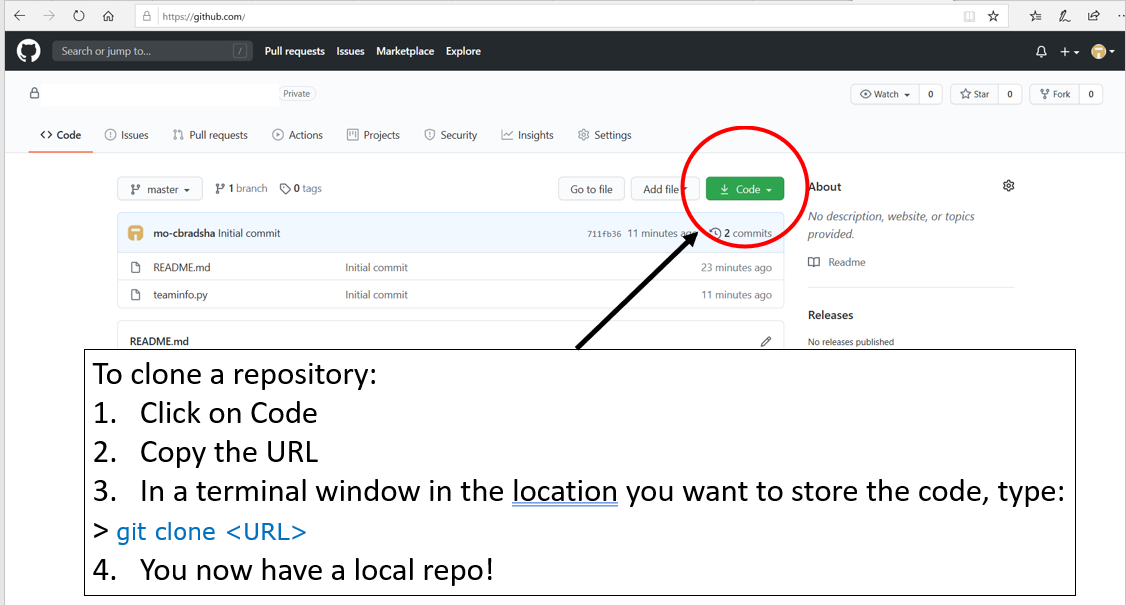 https://github.com/
Search or jump to... / Pull requests Issues Marketplace Explore
Private Watch 0 Star 0 Fork 0
Code Issues Pull requests Actions Projects Security Insights Settings
master 1 branch 0 tags Go to file Add file Code
About
No description, website, or topics
provided.
Readme
mo-cbradsha Initial commit 711fb36 11 minutes ago 2 commits
README.md Initial commit 23 minutes ago
teaminfo.py Initial commit 11 minutes ago
Releases
No releases published
README.md
To clone a repository:
1. Click on Code
2. Copy the URL
3. In a terminal window in the location you want to store the code, type:
> git clone <URL>
4. You now have a local repo!